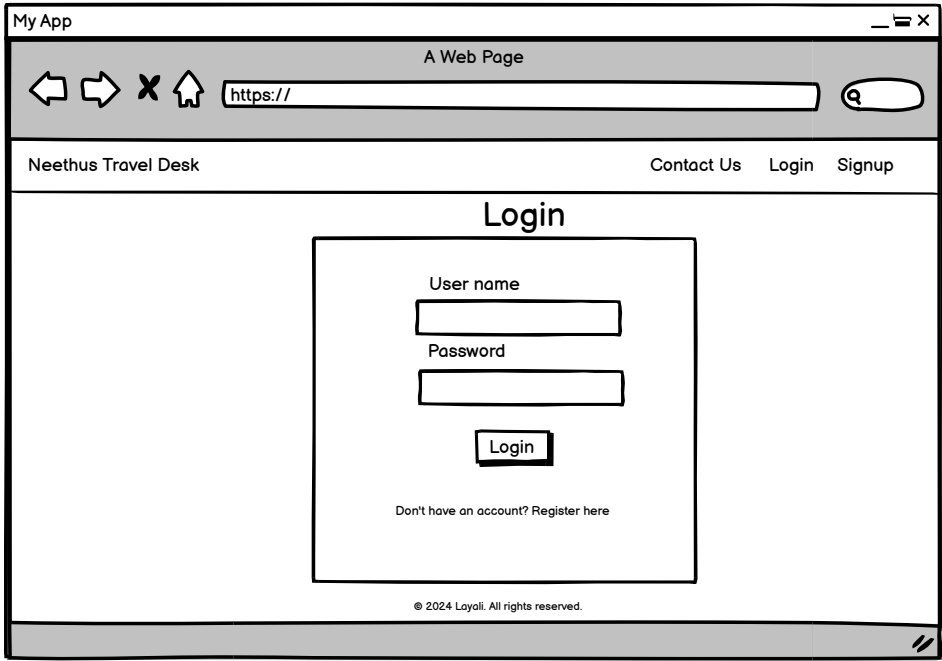 My App
A Web Page
https://
Neethus Travel Desk Contact Us Login Signup
Login
User name
Password
Login
Don't have an account? Register here
© 2024 Layali. All rights reserved.